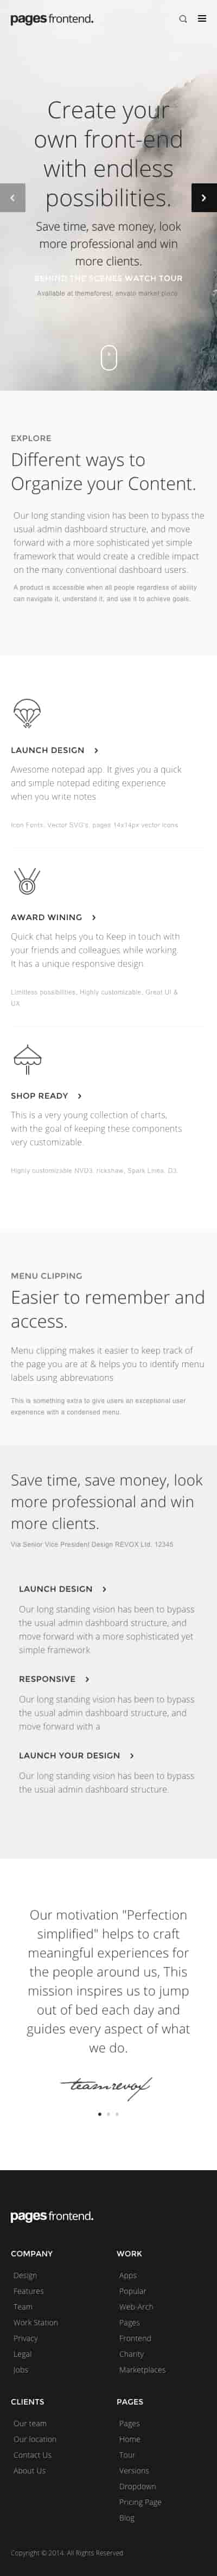 pages frontend.
Create your
own front-end
with endless
possibilities.
Save time, save money, look
more professional and win
more clients.
BEHIND THE SCENES WATCH TOUR
Available at themeforest, envato market place
EXPLORE
Different ways to
Organize your Content.
Our long standing vision has been to bypass the
usual admin dashboard structure, and move
forward with a more sophisticated yet simple
framework that would create a credible impact
on the many conventional dashboard users.
A product is accessible when all people regardless of ability
can navigate it, understand it, and use it to achieve goals.
LAUNCH DESIGN
Awesome notepad app. It gives you a quick
and simple notepad editing experience
when you write notes
Icon Fonts, Vector SVG's, pages 14x14px vector icons
AWARD WINING
Quick chat helps you to Keep in touch with
your friends and colleagues while working.
It has a unique responsive design.
Limitless possibilities, Highly customizable, Great UI &
UX
SHOP READY
This is a very young collection of charts,
with the goal of keeping these components
very customizable.
Highly customizable NVD3, rickshaw, Spark Lines, D3
MENU CLIPPING
Easier to remember and
access.
Menu clipping makes it easier to keep track of
the page you are at & helps you to identify menu
labels using abbreviations
This is something extra to give users an exceptional user
experience with a condensed menu.
Save time, save money, look
more professional and win
more clients.
Via Senior Vice President Design REVOX Ltd. 12345
LAUNCH DESIGN
Our long standing vision has been to bypass
the usual admin dashboard structure, and
move forward with a more sophisticated yet
simple framework
RESPONSIVE
Our long standing vision has been to bypass
the usual admin dashboard structure, and
move forward with a
LAUNCH YOUR DESIGN
Our long standing vision has been to bypass
the usual admin dashboard structure.
Our motivation "Perfection
simplified" helps to craft
meaningful experiences for
the people around us, This
mission inspires us to jump
out of bed each day and
guides every aspect of what
we do.
teamrevox
pages frontend.
COMPANY
Design
Features
Team
Work Station
Privacy
Legal
Jobs
WORK
Apps
Popular
Web-Arch
Pages
Frontend
Charity
Marketplaces
CLIENTS
Our team
Our location
Contact Us
About Us
PAGES
Pages
Home
Tour
Versions
Dropdown
Pricing Page
Blog
Copyright © 2014. All Rights Reserved